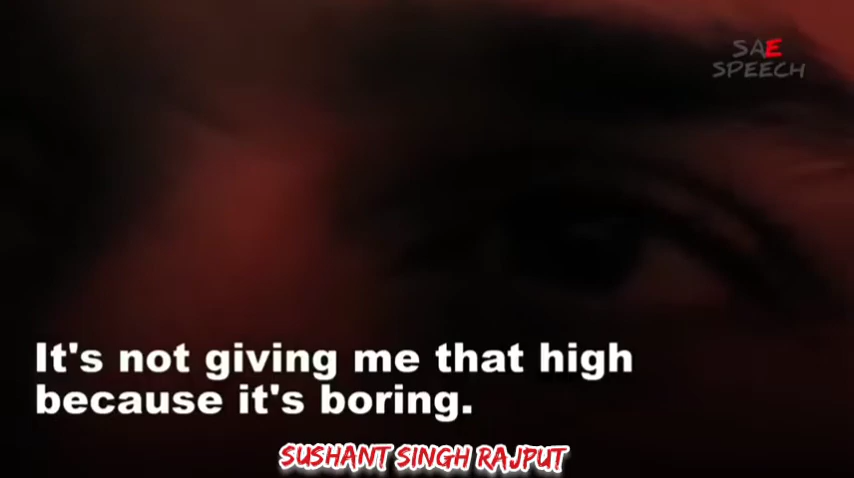 SAE
SPEECH
It's not giving me that high
because it's boring.
SUSHANT SINGH RAJPUT